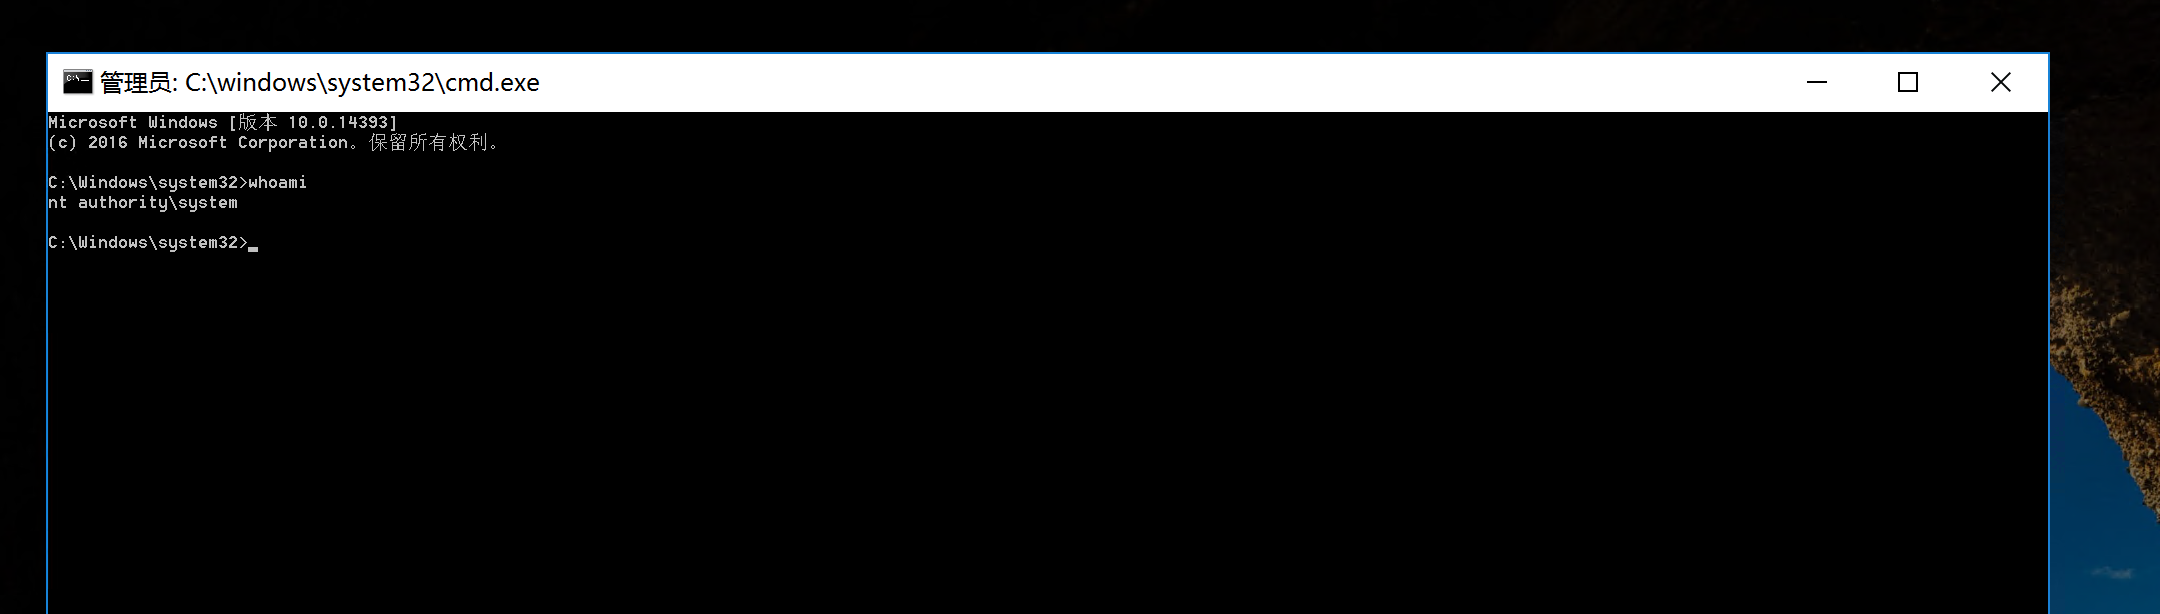 管理员: C:\windows\system32\cmd.exe
Microsoft Windows [版本 10.0.14393]
(c) 2016 Microsoft Corporation。保留所有权利。
C:\Windows\system32>whoami
nt authority\system
C:\Windows\system32>